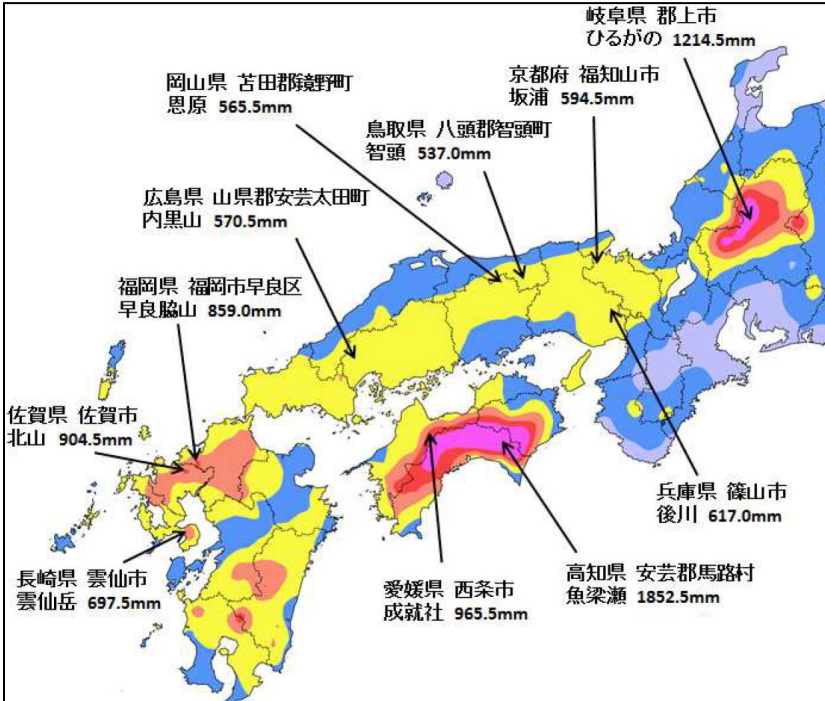 岐阜県 郡上市
ひるがの 1214.5mm
岡山県 苫田郡鏡野町
恩原 565.5mm
京都府 福知山市
坂浦 594.5mm
鳥取県 八頭郡智頭町
智頭 537.0mm
広島県 山県郡安芸太田町
内黒山 570.5mm
福岡県 福岡市早良区
早良脇山 859.0mm
佐賀県 佐賀市
北山 904.5mm
兵庫県 篠山市
後川 617.0mm
長崎県 雲仙市
雲仙岳 697.5mm
愛媛県 西条市
成就社 965.5mm
高知県 安芸郡馬路村
魚梁瀬 1852.5mm